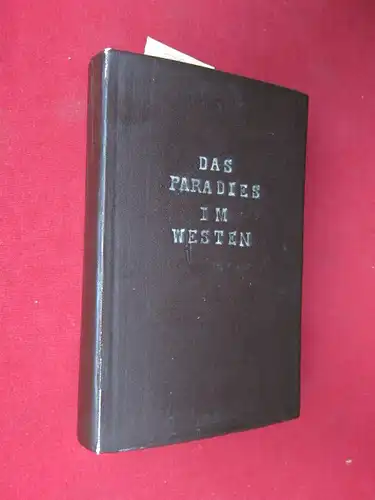 DAS
PARADIES
IM
WESTEN